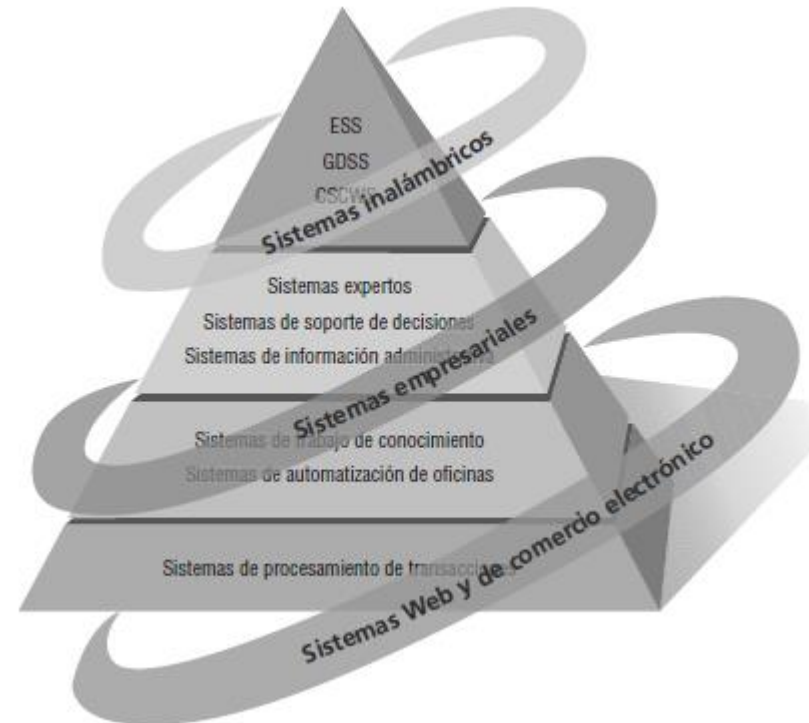 ESS
GDSS
CSCWS
Sistemas inalámbricos
Sistemas expertos
Sistemas de soporte de decisiones
Sistemas de información administrativa
Sistemas empresariales
Sistemas de trabajo de conocimiento
Sistemas de automatización de oficinas
Sistemas de procesamiento de transacciones
Sistemas Web y de comercio electrónico